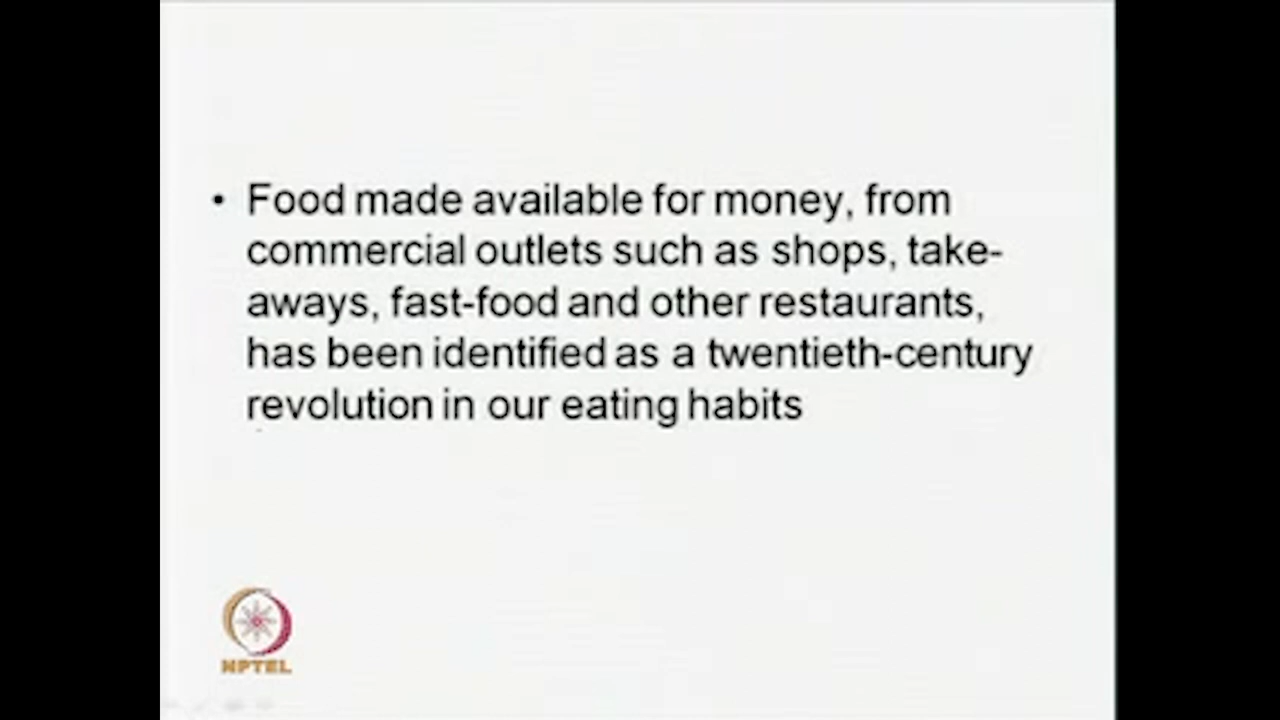 • Food made available for money, from
commercial outlets such as shops, take-
aways, fast-food and other restaurants,
has been identified as a twentieth-century
revolution in our eating habits
NPTEL